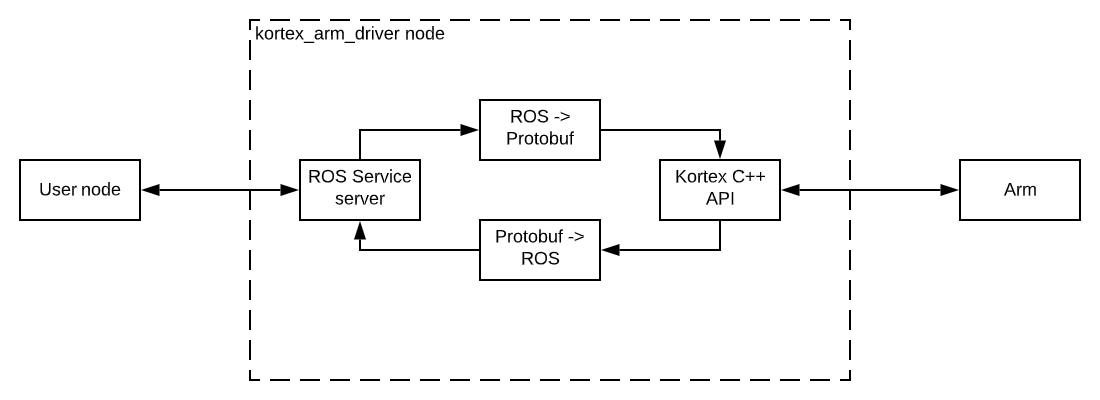 kortex_arm_driver node
ROS ->
Protobuf
User node
ROS Service
server
Kortex C++
API
Arm
Protobuf ->
ROS